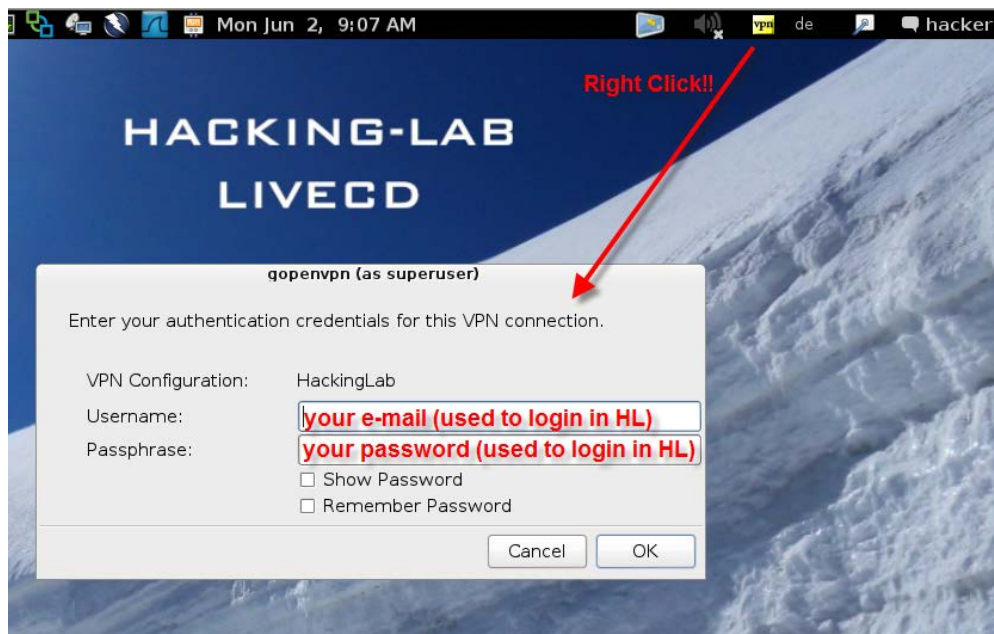 Mon Jun 2, 9:07 AM vpn de hacker
Right Click!!
HACKING-LAB
LIVECD
gopenvpn (as superuser)
Enter your authentication credentials for this VPN connection.
VPN Configuration: HackingLab
Username: your e-mail (used to login in HL)
Passphrase: your password (used to login in HL)
Show Password
Remember Password
Cancel OK